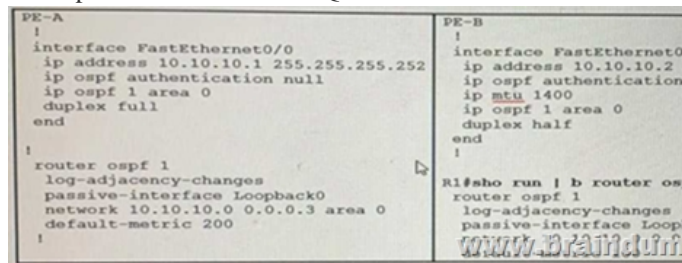 PE-A
!
interface FastEthernet0/0
ip address 10.10.10.1 255.255.255.252
ip ospf authentication null
ip ospf 1 area 0
duplex full
end
!
router ospf 1
log-adjacency-changes
passive-interface Loopback0
network 10.10.10.0 0.0.0.3 area 0
default-metric 200
!
PE-B
!
interface FastEthernet0
ip address 10.10.10.2
ip ospf authentication
ip mtu 1400
ip ospf 1 area 0
duplex half
end
!
R1#sho run | b router os
router ospf 1
log-adjacency-changes
passive-interface Loop
www.braindum